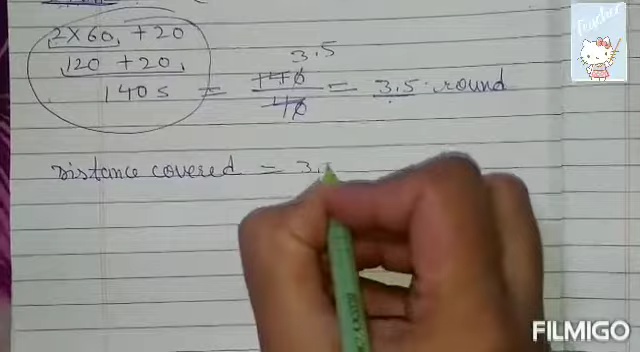 Teacher
2×60 + 20
120 + 20
140 s = 140/40 = 3.5 round
3.5
Distance covered = 3.
FILMIGO